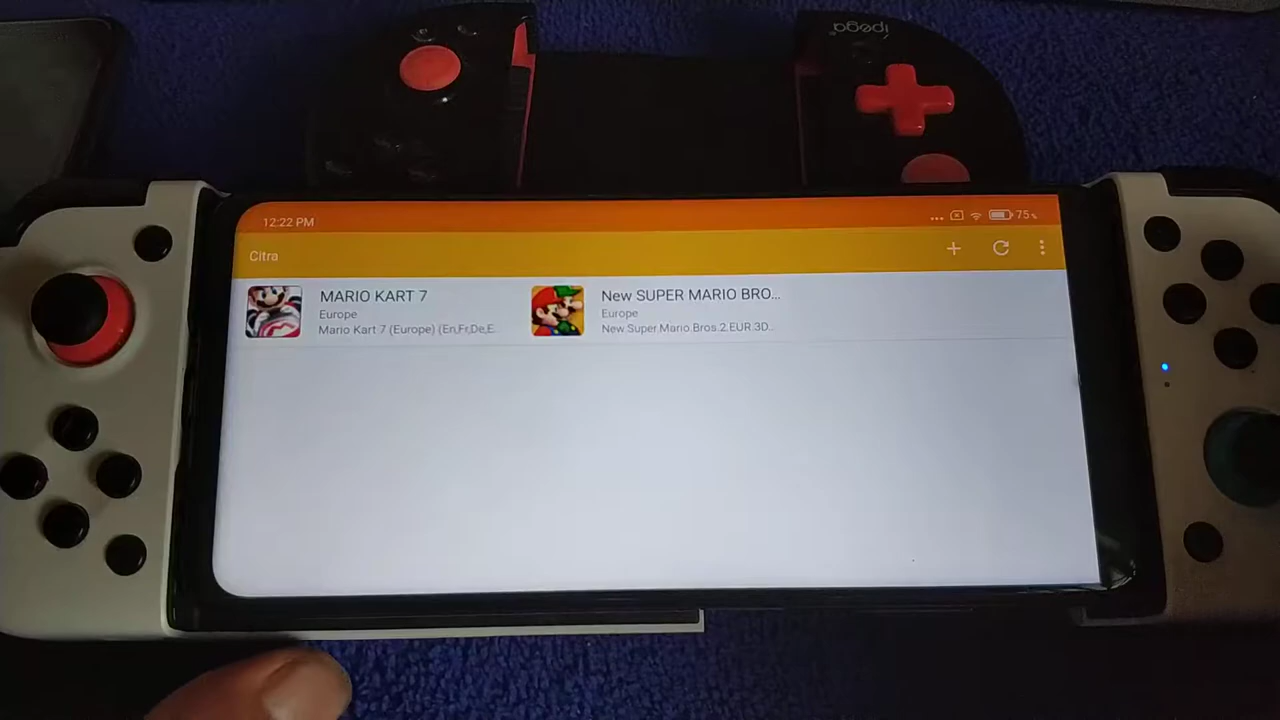 ipega
12:22 PM
75%
Citra
MARIO KART 7
Europe
Mario Kart 7 (Europe) (En,Fr,De,E..
New SUPER MARIO BRO...
Europe
New.Super.Mario.Bros.2.EUR.3D..